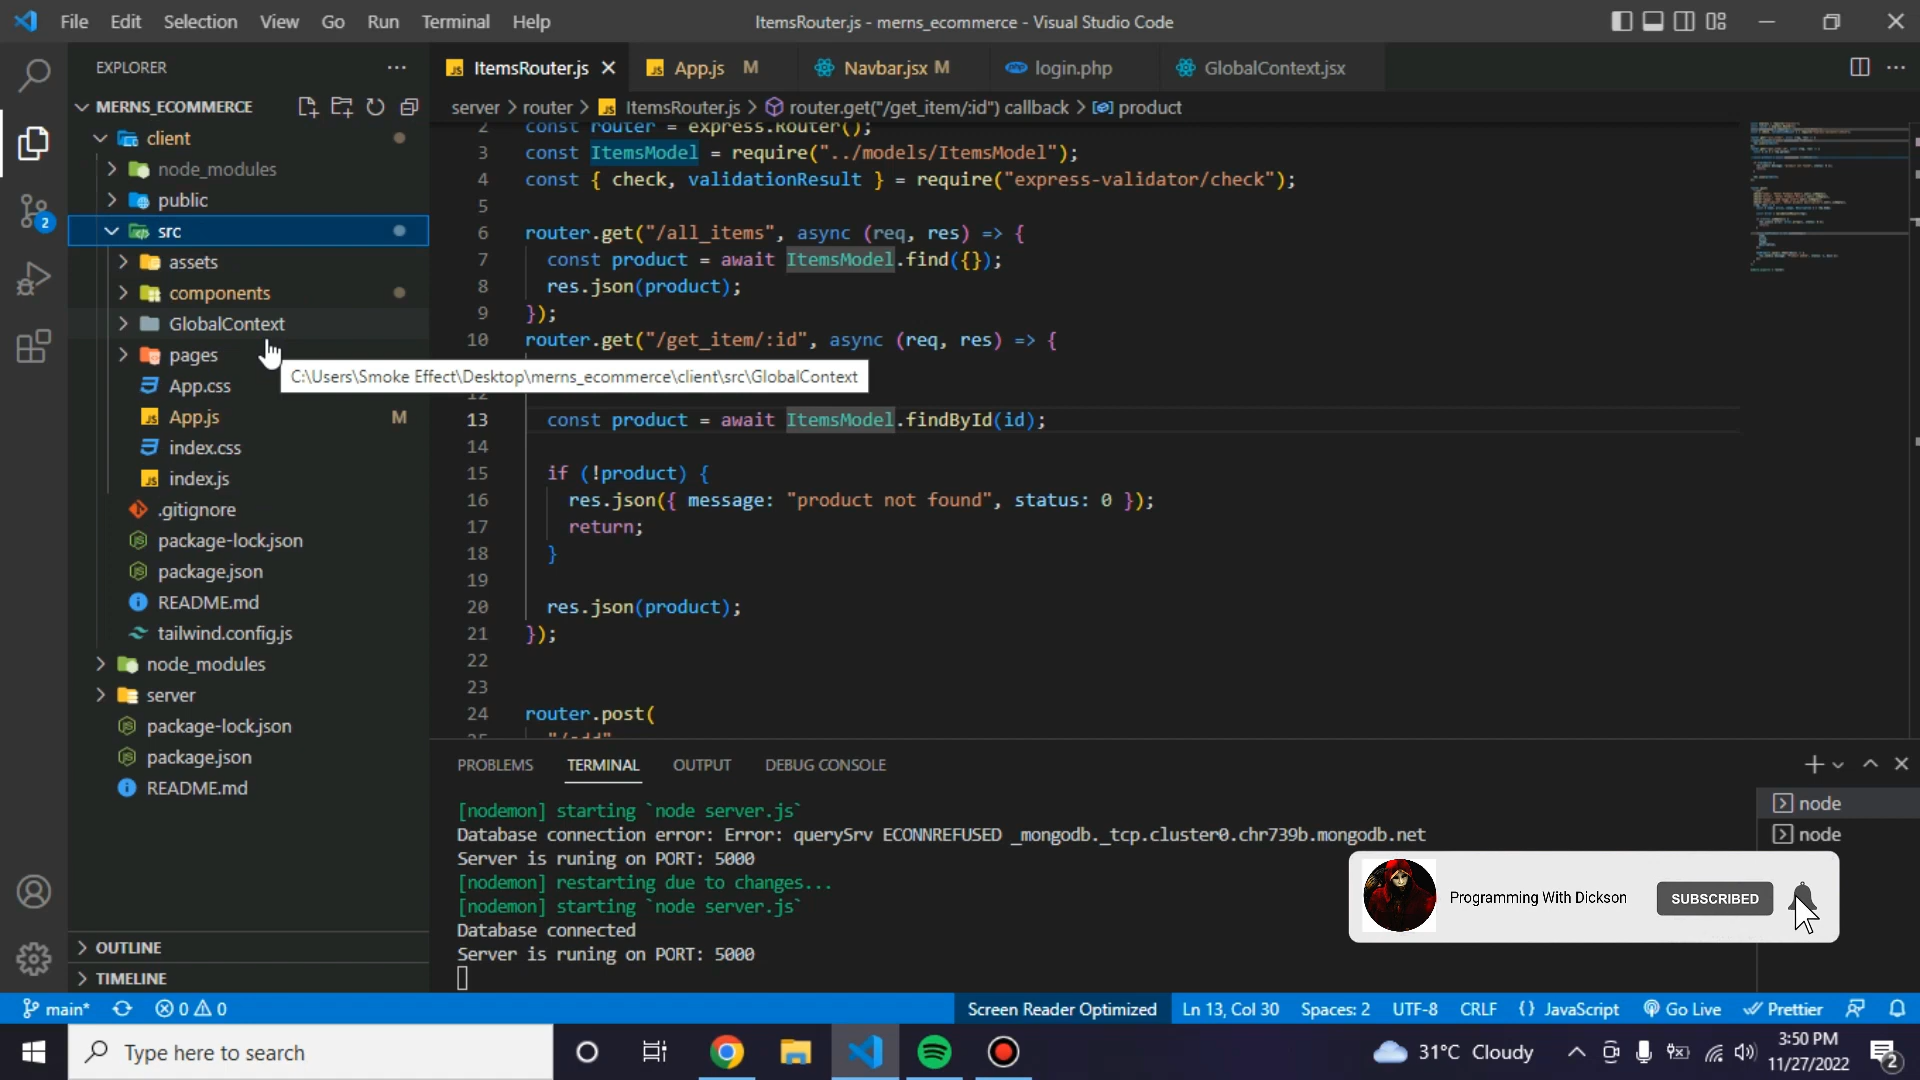 File Edit Selection View Go Run Terminal Help
ItemsRouter.js - merns_ecommerce - Visual Studio Code
EXPLORER
MERNS_ECOMMERCE
client
node_modules
public
src
assets
components
GlobalContext
pages
App.css
App.js M
index.css
index.js
.gitignore
package-lock.json
package.json
README.md
tailwind.config.js
node_modules
server
package-lock.json
package.json
README.md
OUTLINE
TIMELINE
2
C:\Users\Smoke Effect\Desktop\merns_ecommerce\client\src\GlobalContext
ItemsRouter.js App.js M Navbar.jsx M login.php GlobalContext.jsx
server > router > ItemsRouter.js > router.get("/get_item/:id") callback > product
2 const router = express.Router();
3 const ItemsModel = require("../models/ItemsModel");
4 const { check, validationResult } = require("express-validator/check");
5
6 router.get("/all_items", async (req, res) => {
7 const product = await ItemsModel.find({});
8 res.json(product);
9 });
10 router.get("/get_item/:id", async (req, res) => {
12
13 const product = await ItemsModel.findById(id);
14
15 if (!product) {
16 res.json({ message: "product not found", status: 0 });
17 return;
18 }
19
20 res.json(product);
21 });
22
23
24 router.post(
25 "/add"
PROBLEMS TERMINAL OUTPUT DEBUG CONSOLE
[nodemon] starting `node server.js`
Database connection error: Error: querySrv ECONNREFUSED _mongodb._tcp.cluster0.chr739b.mongodb.net
Server is runing on PORT: 5000
[nodemon] restarting due to changes...
[nodemon] starting `node server.js`
Database connected
Server is runing on PORT: 5000
node
node
Programming With Dickson SUBSCRIBED
main* 0 0 Screen Reader Optimized Ln 13, Col 30 Spaces: 2 UTF-8 CRLF {} JavaScript Go Live Prettier
Type here to search
31°C Cloudy
3:50 PM
11/27/2022
2